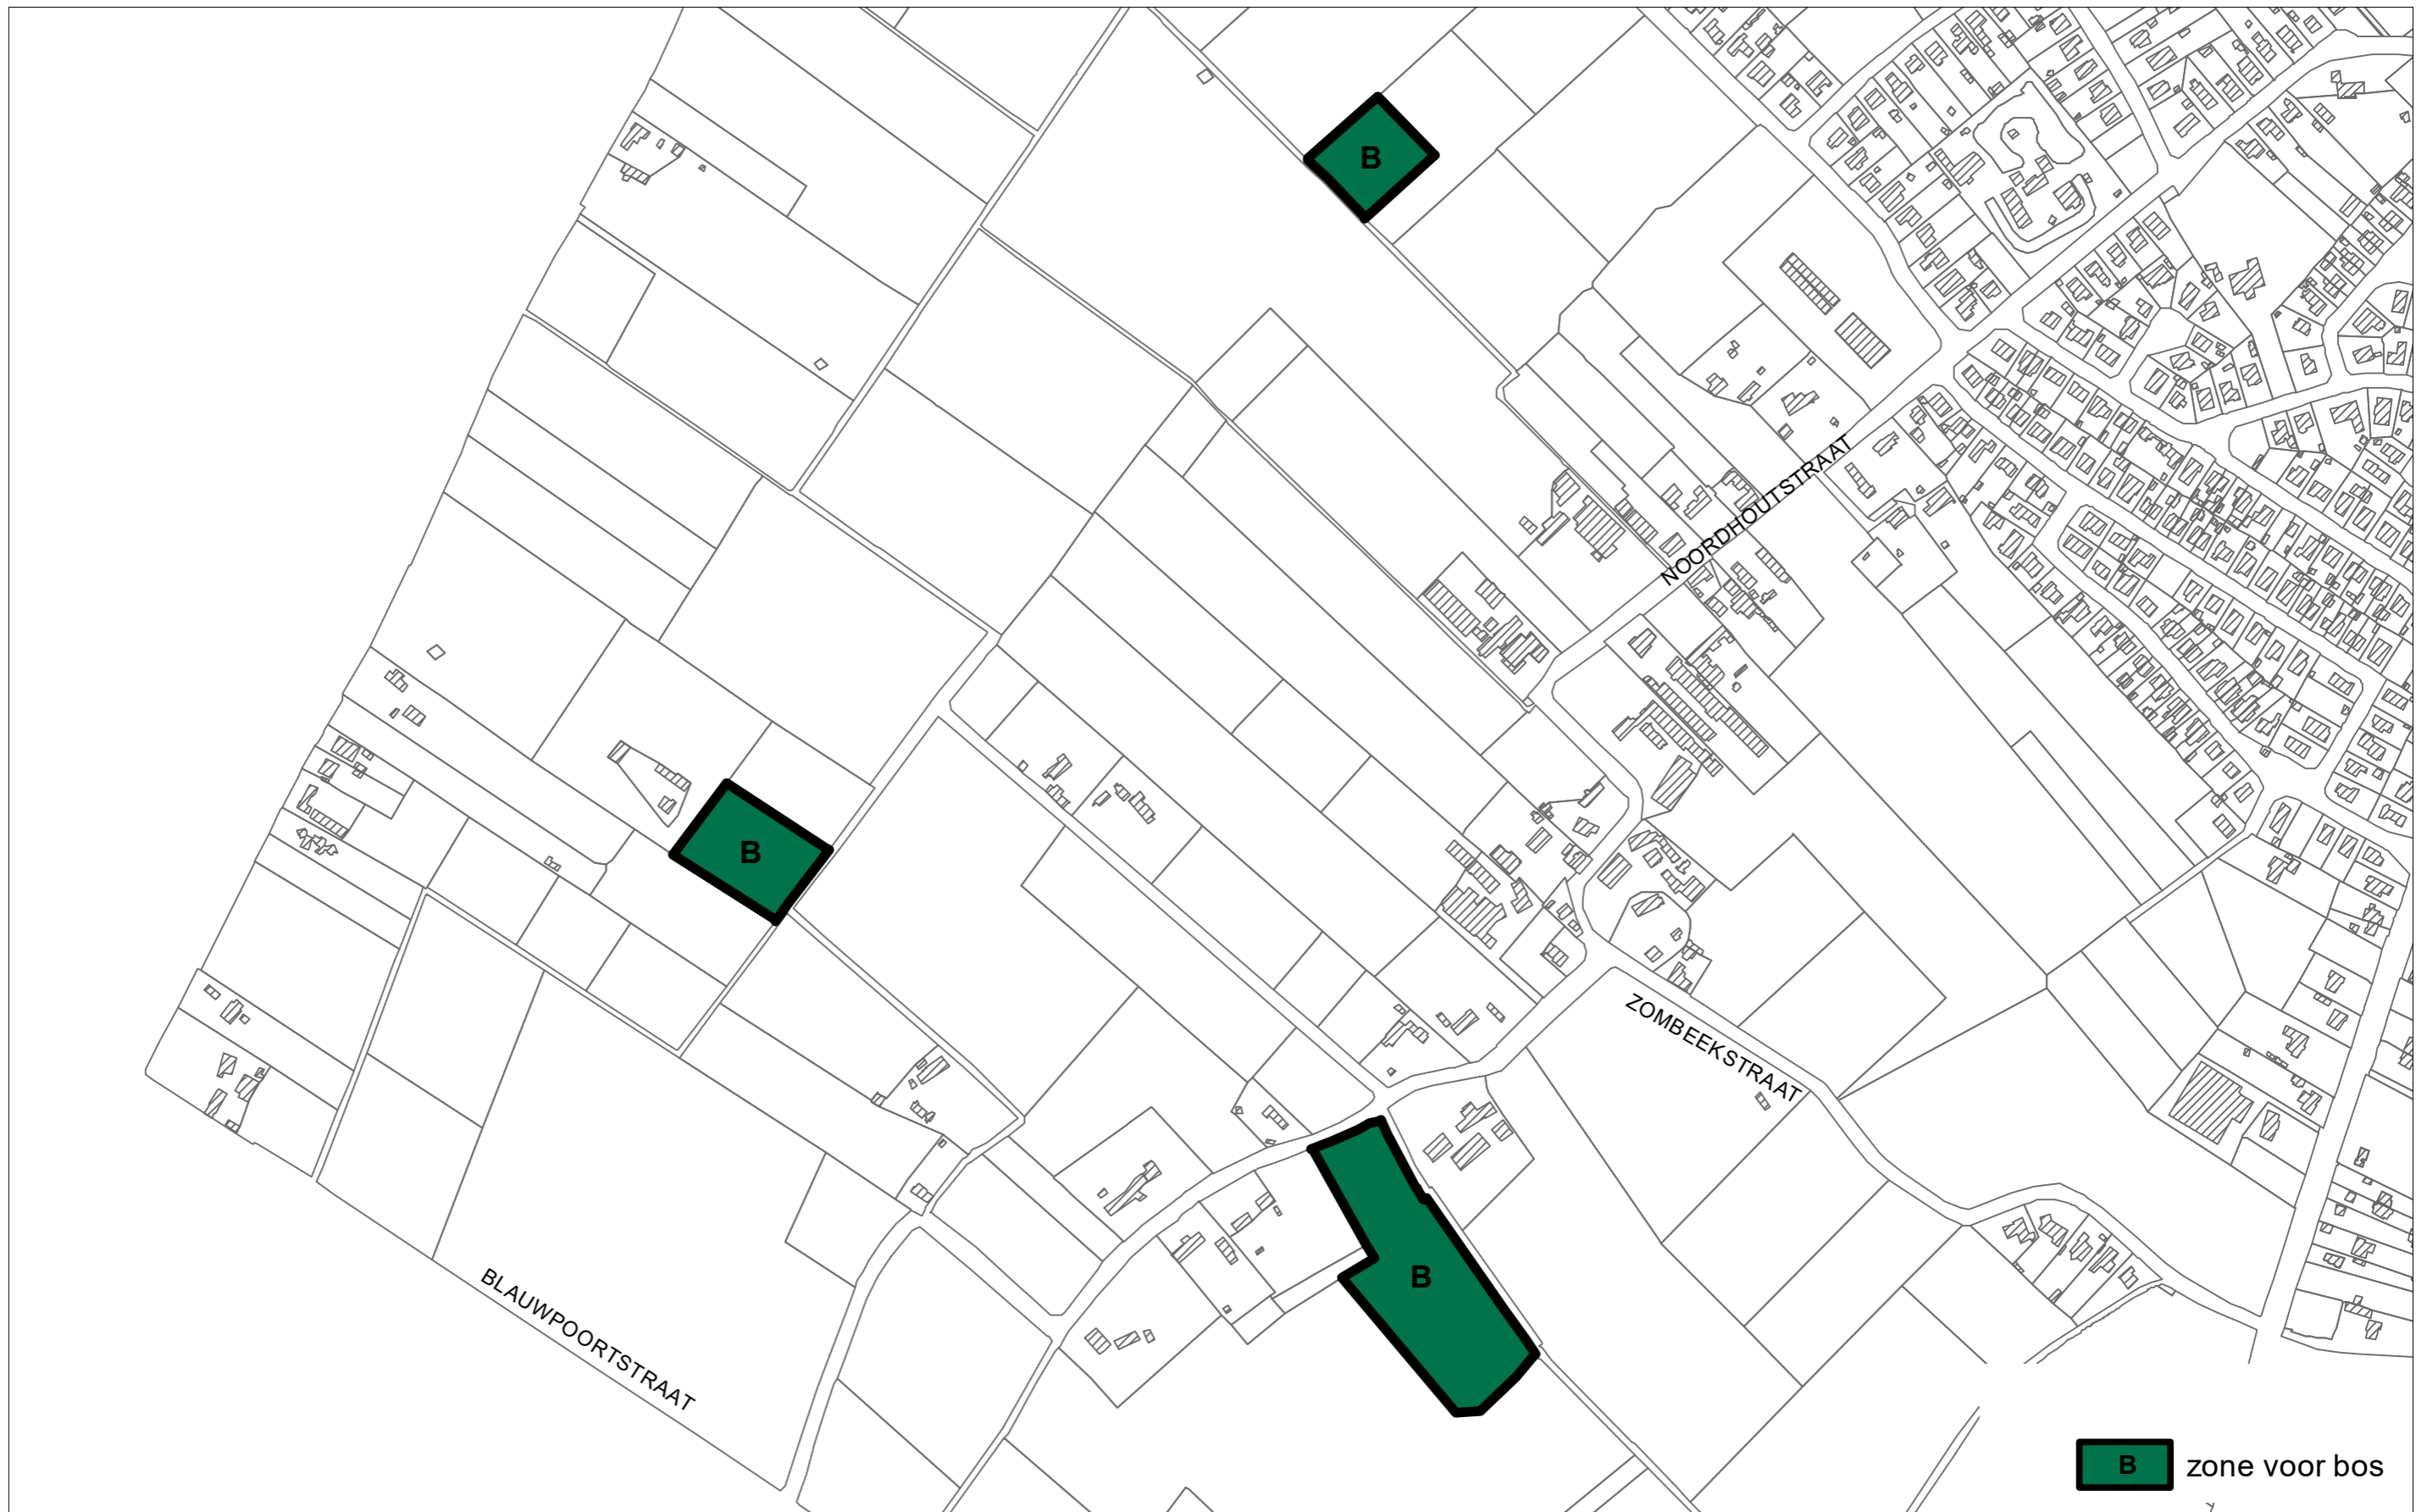 B
NOORDHOUTSTRAAT
B
ZOMBEEKSTRAAT
B
BLAUWPOORTSTRAAT
B zone voor bos